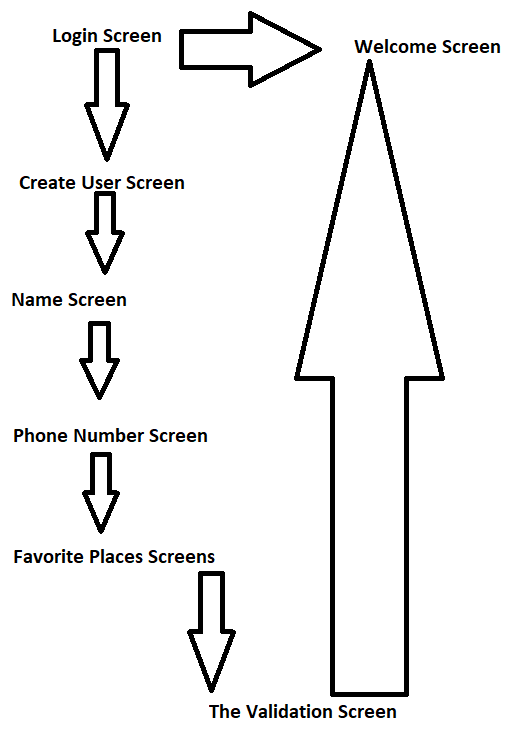 Login Screen
Welcome Screen
Create User Screen
Name Screen
Phone Number Screen
Favorite Places Screens
The Validation Screen